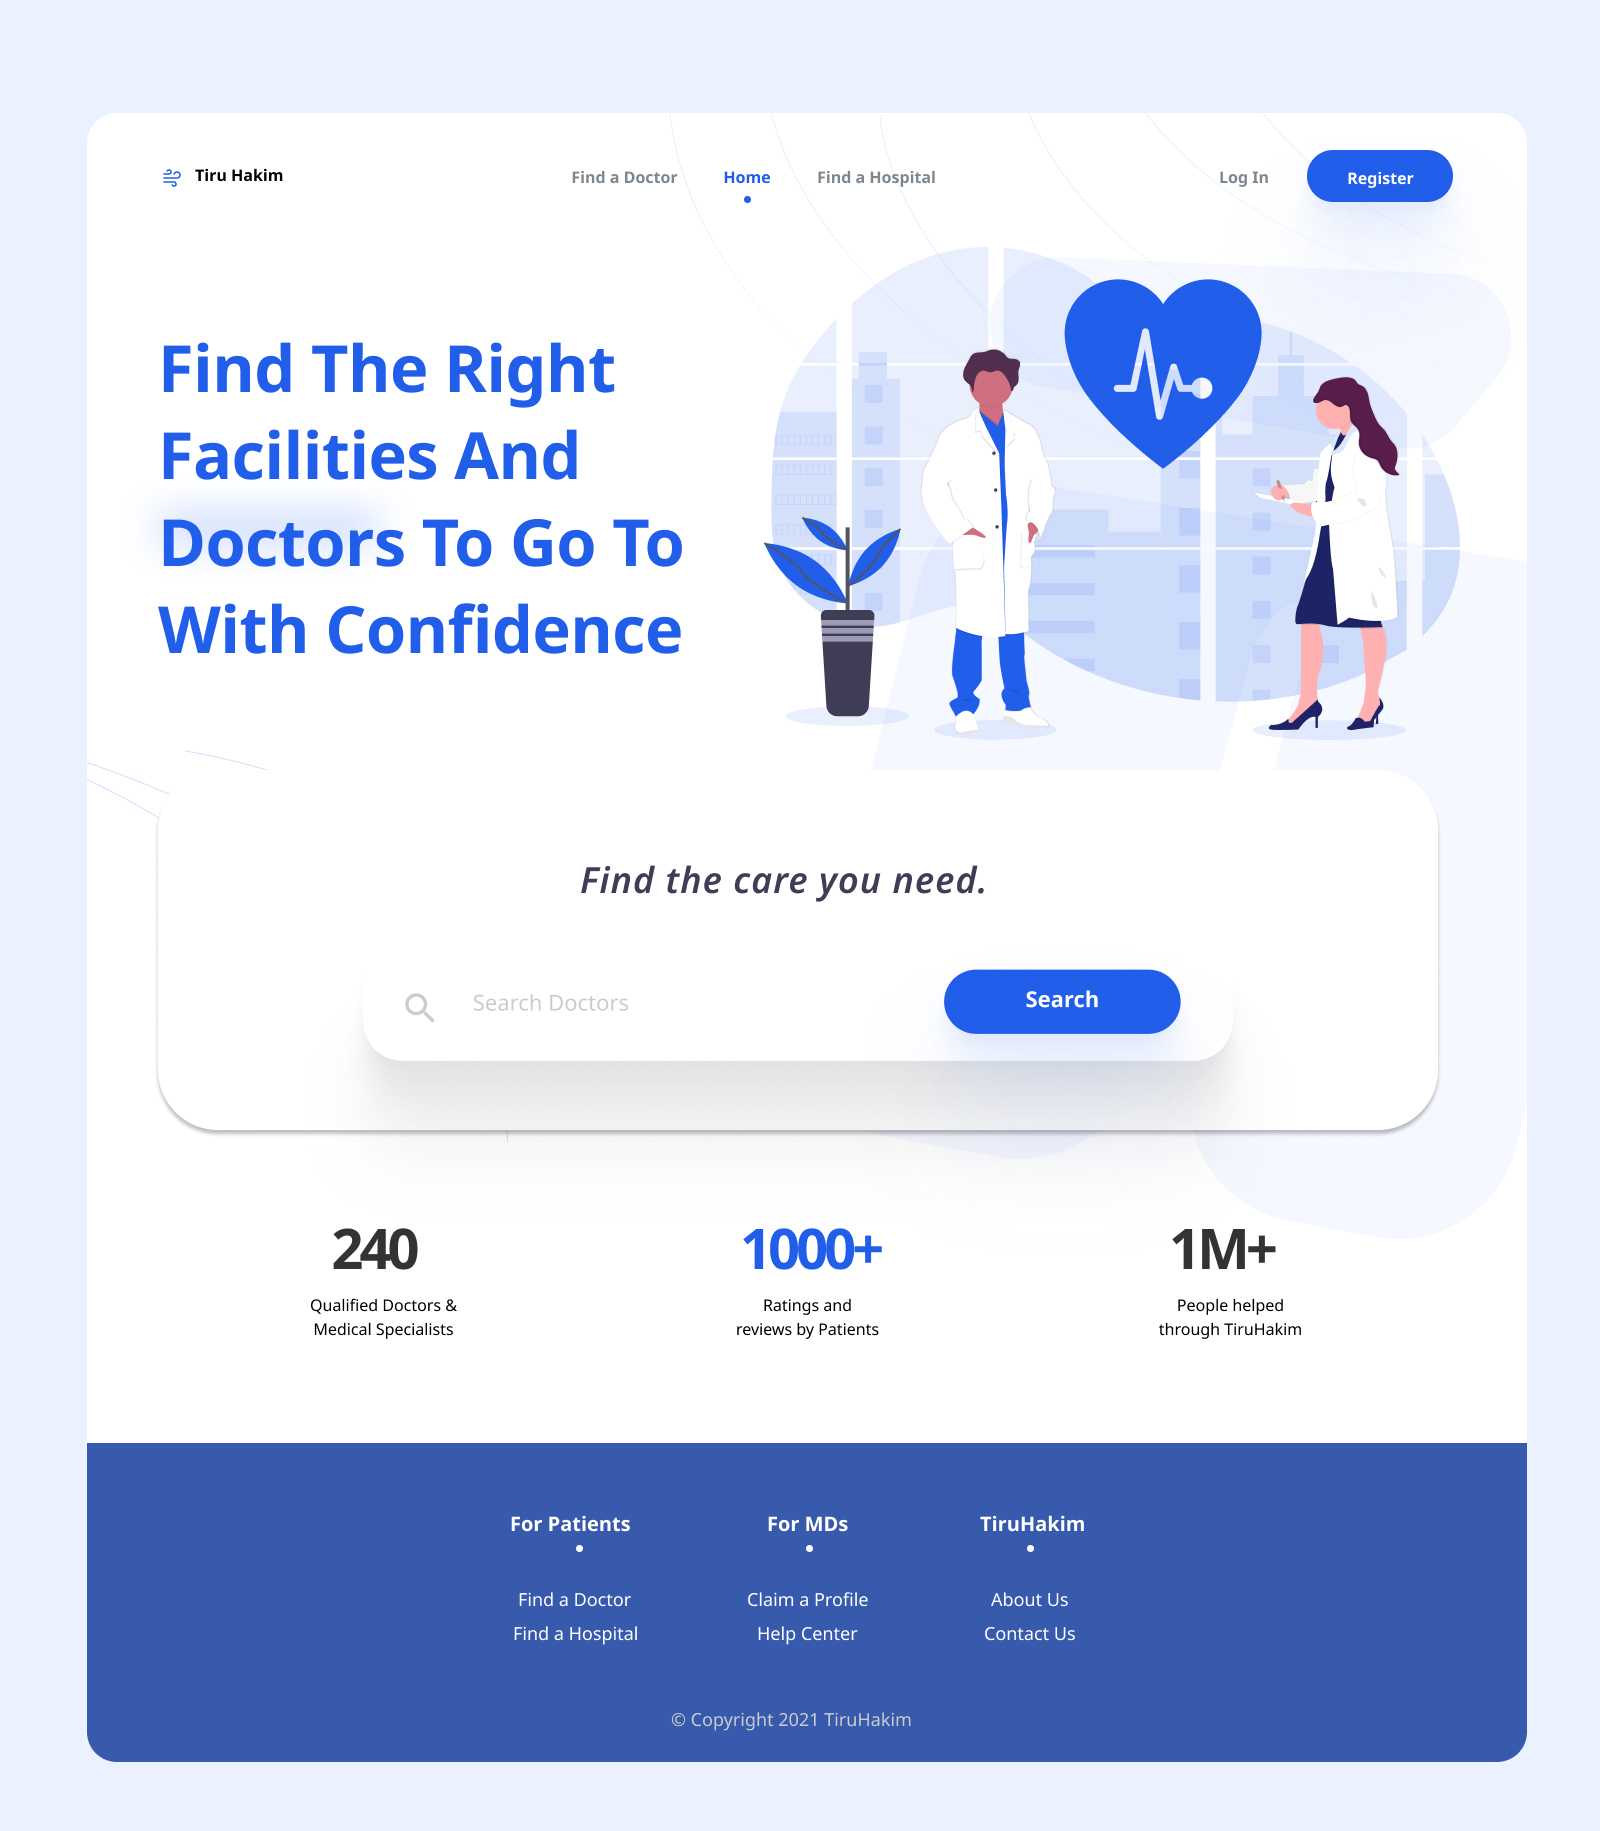 Tiru Hakim
Find a Doctor
Home
Find a Hospital
Log In
Register
Find The Right
Facilities And
Doctors To Go To
With Confidence
Find the care you need.
Search Doctors
Search
240
Qualified Doctors &
Medical Specialists
1000+
Ratings and
reviews by Patients
1M+
People helped
through TiruHakim
For Patients
Find a Doctor
Find a Hospital
For MDs
Claim a Profile
Help Center
TiruHakim
About Us
Contact Us
© Copyright 2021 TiruHakim